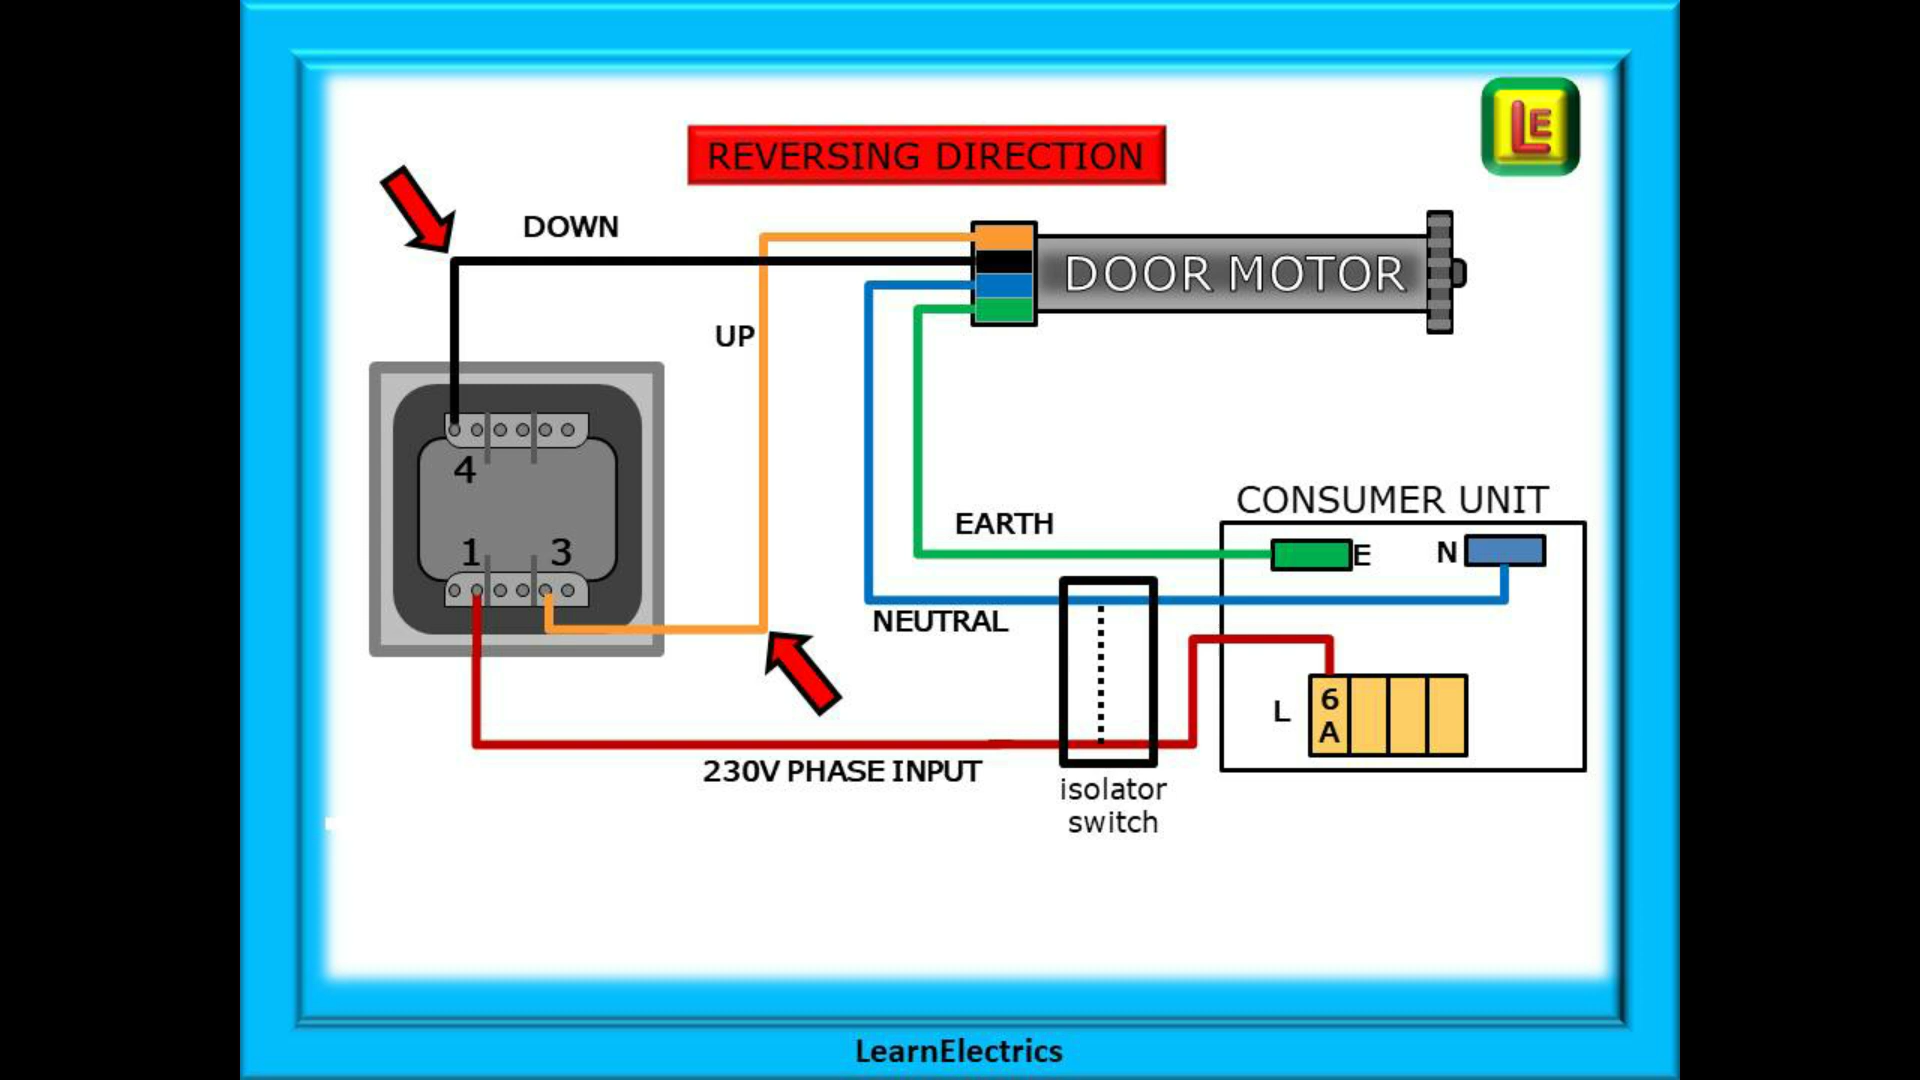 REVERSING DIRECTION
LE
DOWN
DOOR MOTOR
UP
4
CONSUMER UNIT
EARTH
E
N
1 3
NEUTRAL
L
6
A
230V PHASE INPUT
isolator
switch
LearnElectrics